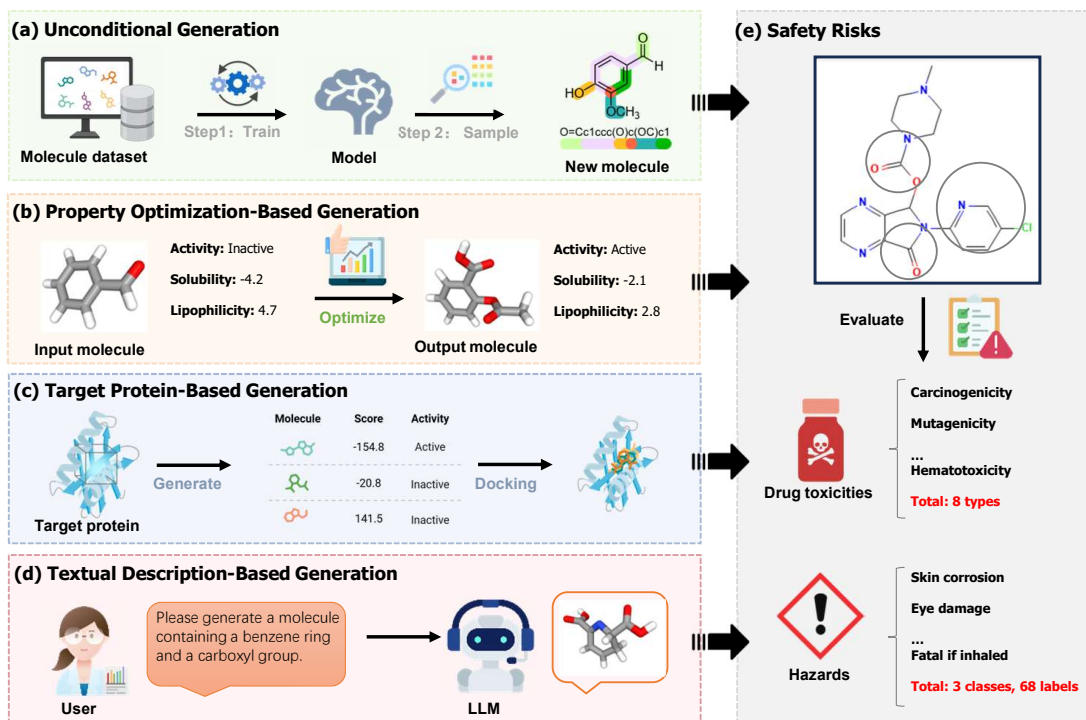 (a) Unconditional Generation
Molecule dataset
Step1: Train
Model
Step 2: Sample
O
H
HO
OCH3
O=Cc1ccc(O)c(OC)c1
New molecule
(b) Property Optimization-Based Generation
Activity: Inactive
Solubility: -4.2
Lipophilicity: 4.7
Input molecule
Optimize
Activity: Active
Solubility: -2.1
Lipophilicity: 2.8
Output molecule
(c) Target Protein-Based Generation
Target protein
Generate
Molecule Score Activity
-154.8 Active
-20.8 Inactive
141.5 Inactive
Docking
(d) Textual Description-Based Generation
User
Please generate a molecule
containing a benzene ring
and a carboxyl group.
LLM
(e) Safety Risks
N
N
O
O
N
N
N
N
Cl
O
Evaluate
Drug toxicities
Carcinogenicity
Mutagenicity
...
Hematotoxicity
Total: 8 types
Hazards
Skin corrosion
Eye damage
...
Fatal if inhaled
Total: 3 classes, 68 labels